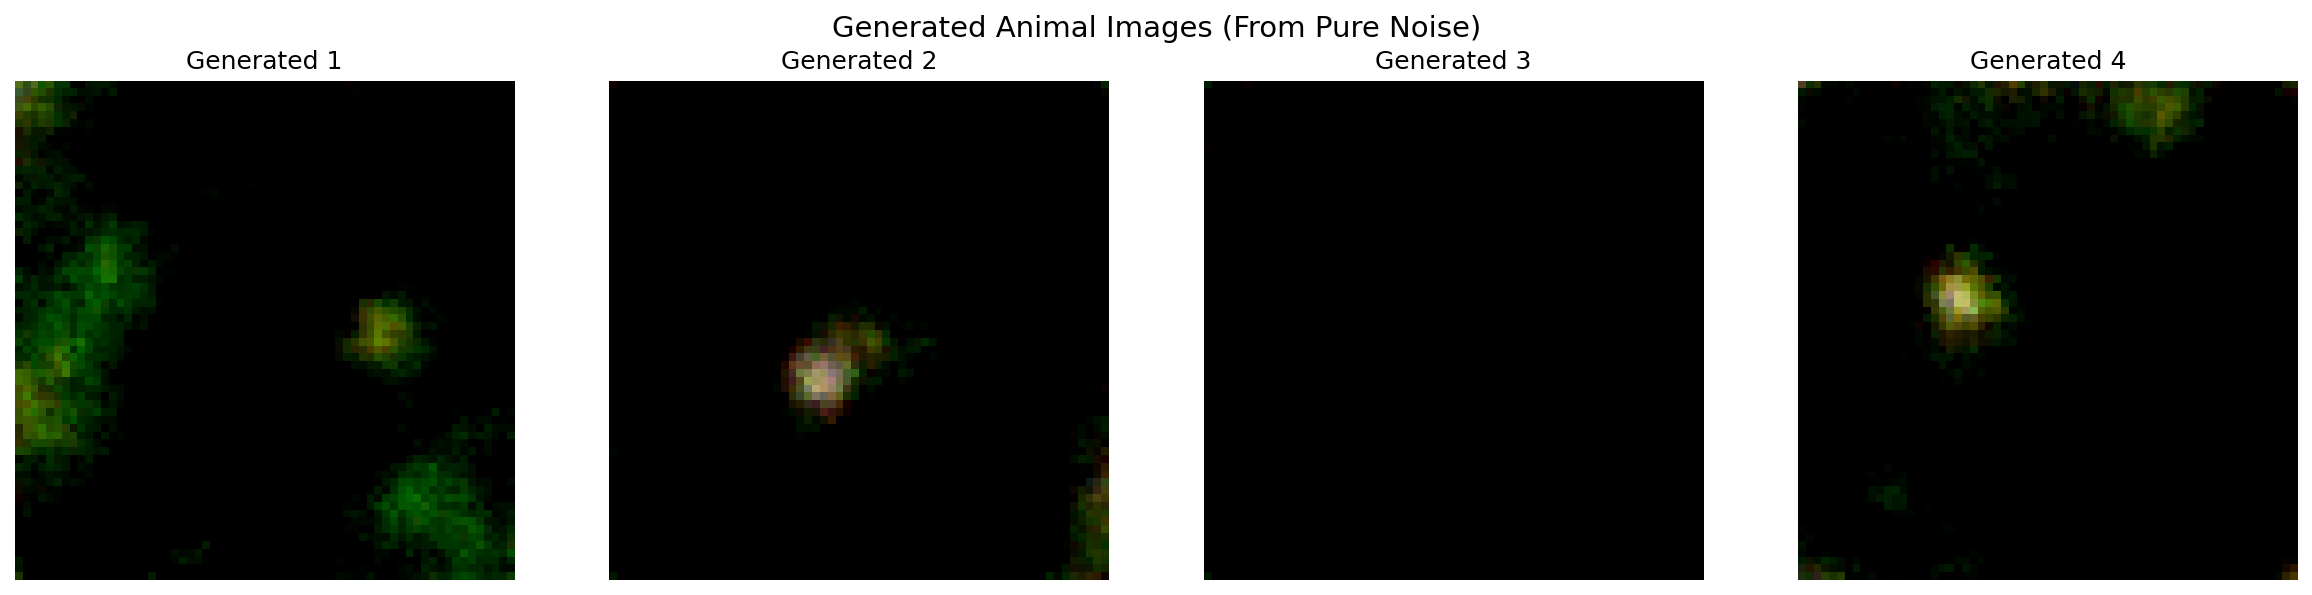 Generated Animal Images (From Pure Noise)
Generated 1
Generated 2
Generated 3
Generated 4